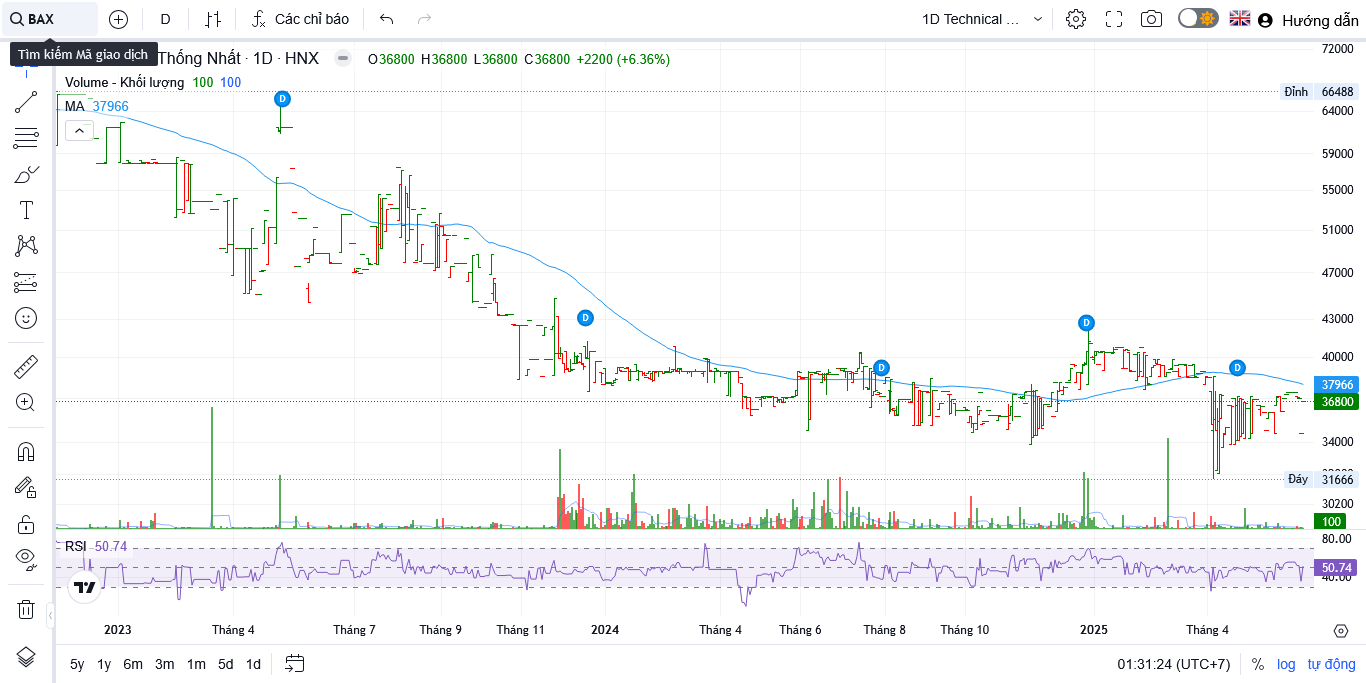 BAX
D
Các chỉ báo
1D Technical ...
Hướng dẫn
Tìm kiếm Mã giao dịch
Thống Nhất · 1D · HNX
O36800 H36800 L36800 C36800 +2200 (+6.36%)
Volume - Khối lượng 100 100
MA 37966
D
D
D
D
D
72000
Đỉnh 66488
64000
59000
55000
51000
47000
43000
40000
37966
36800
34000
Đáy 31666
30200
100
RSI 50.74
80.00
50.74
40.00
2023
Tháng 4
Tháng 7
Tháng 9
Tháng 11
2024
Tháng 4
Tháng 6
Tháng 8
Tháng 10
2025
Tháng 4
5y 1y 6m 3m 1m 5d 1d
01:31:24 (UTC+7)
% log tự động